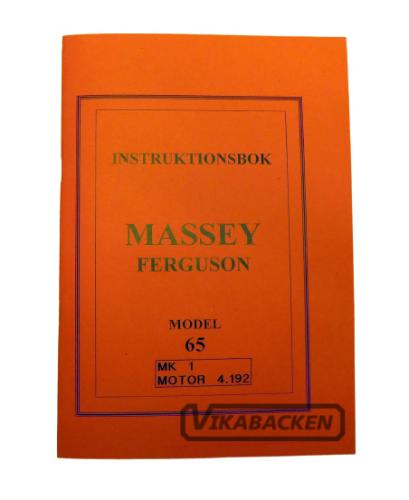 INSTRUKTIONSBOK
MASSEY
FERGUSON
MODEL
65
MK 1
MOTOR 4.192
VIKABACKEN